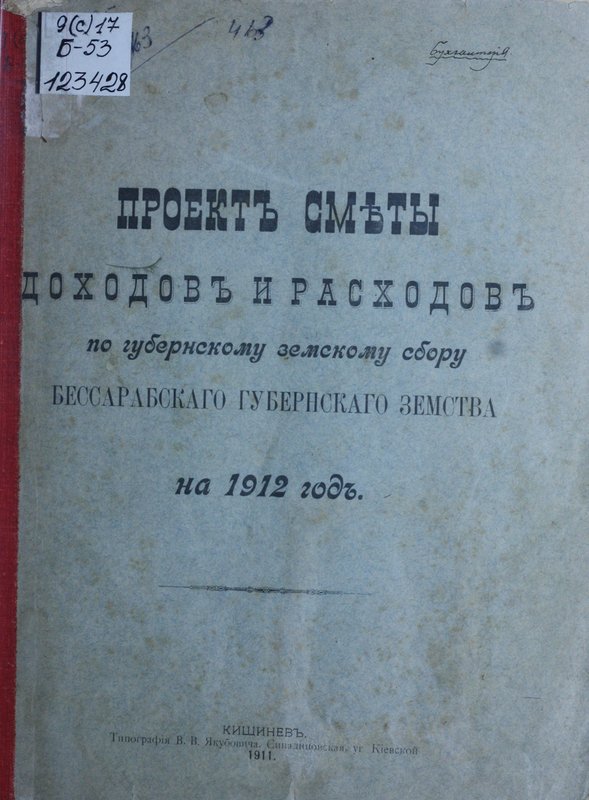 9(с)17
Б-53
123428
463
Бухгалтерія
ПРОЕКТЪ СМѢТЫ
ДОХОДОВЪ И РАСХОДОВЪ
по губернскому земскому сбору
БЕССАРАБСКАГО ГУБЕРНСКАГО ЗЕМСТВА
на 1912 годъ.
КИШИНЕВЪ.
Типографія В. В. Якубовича. Синадиновская, уг. Кіевской
1911.